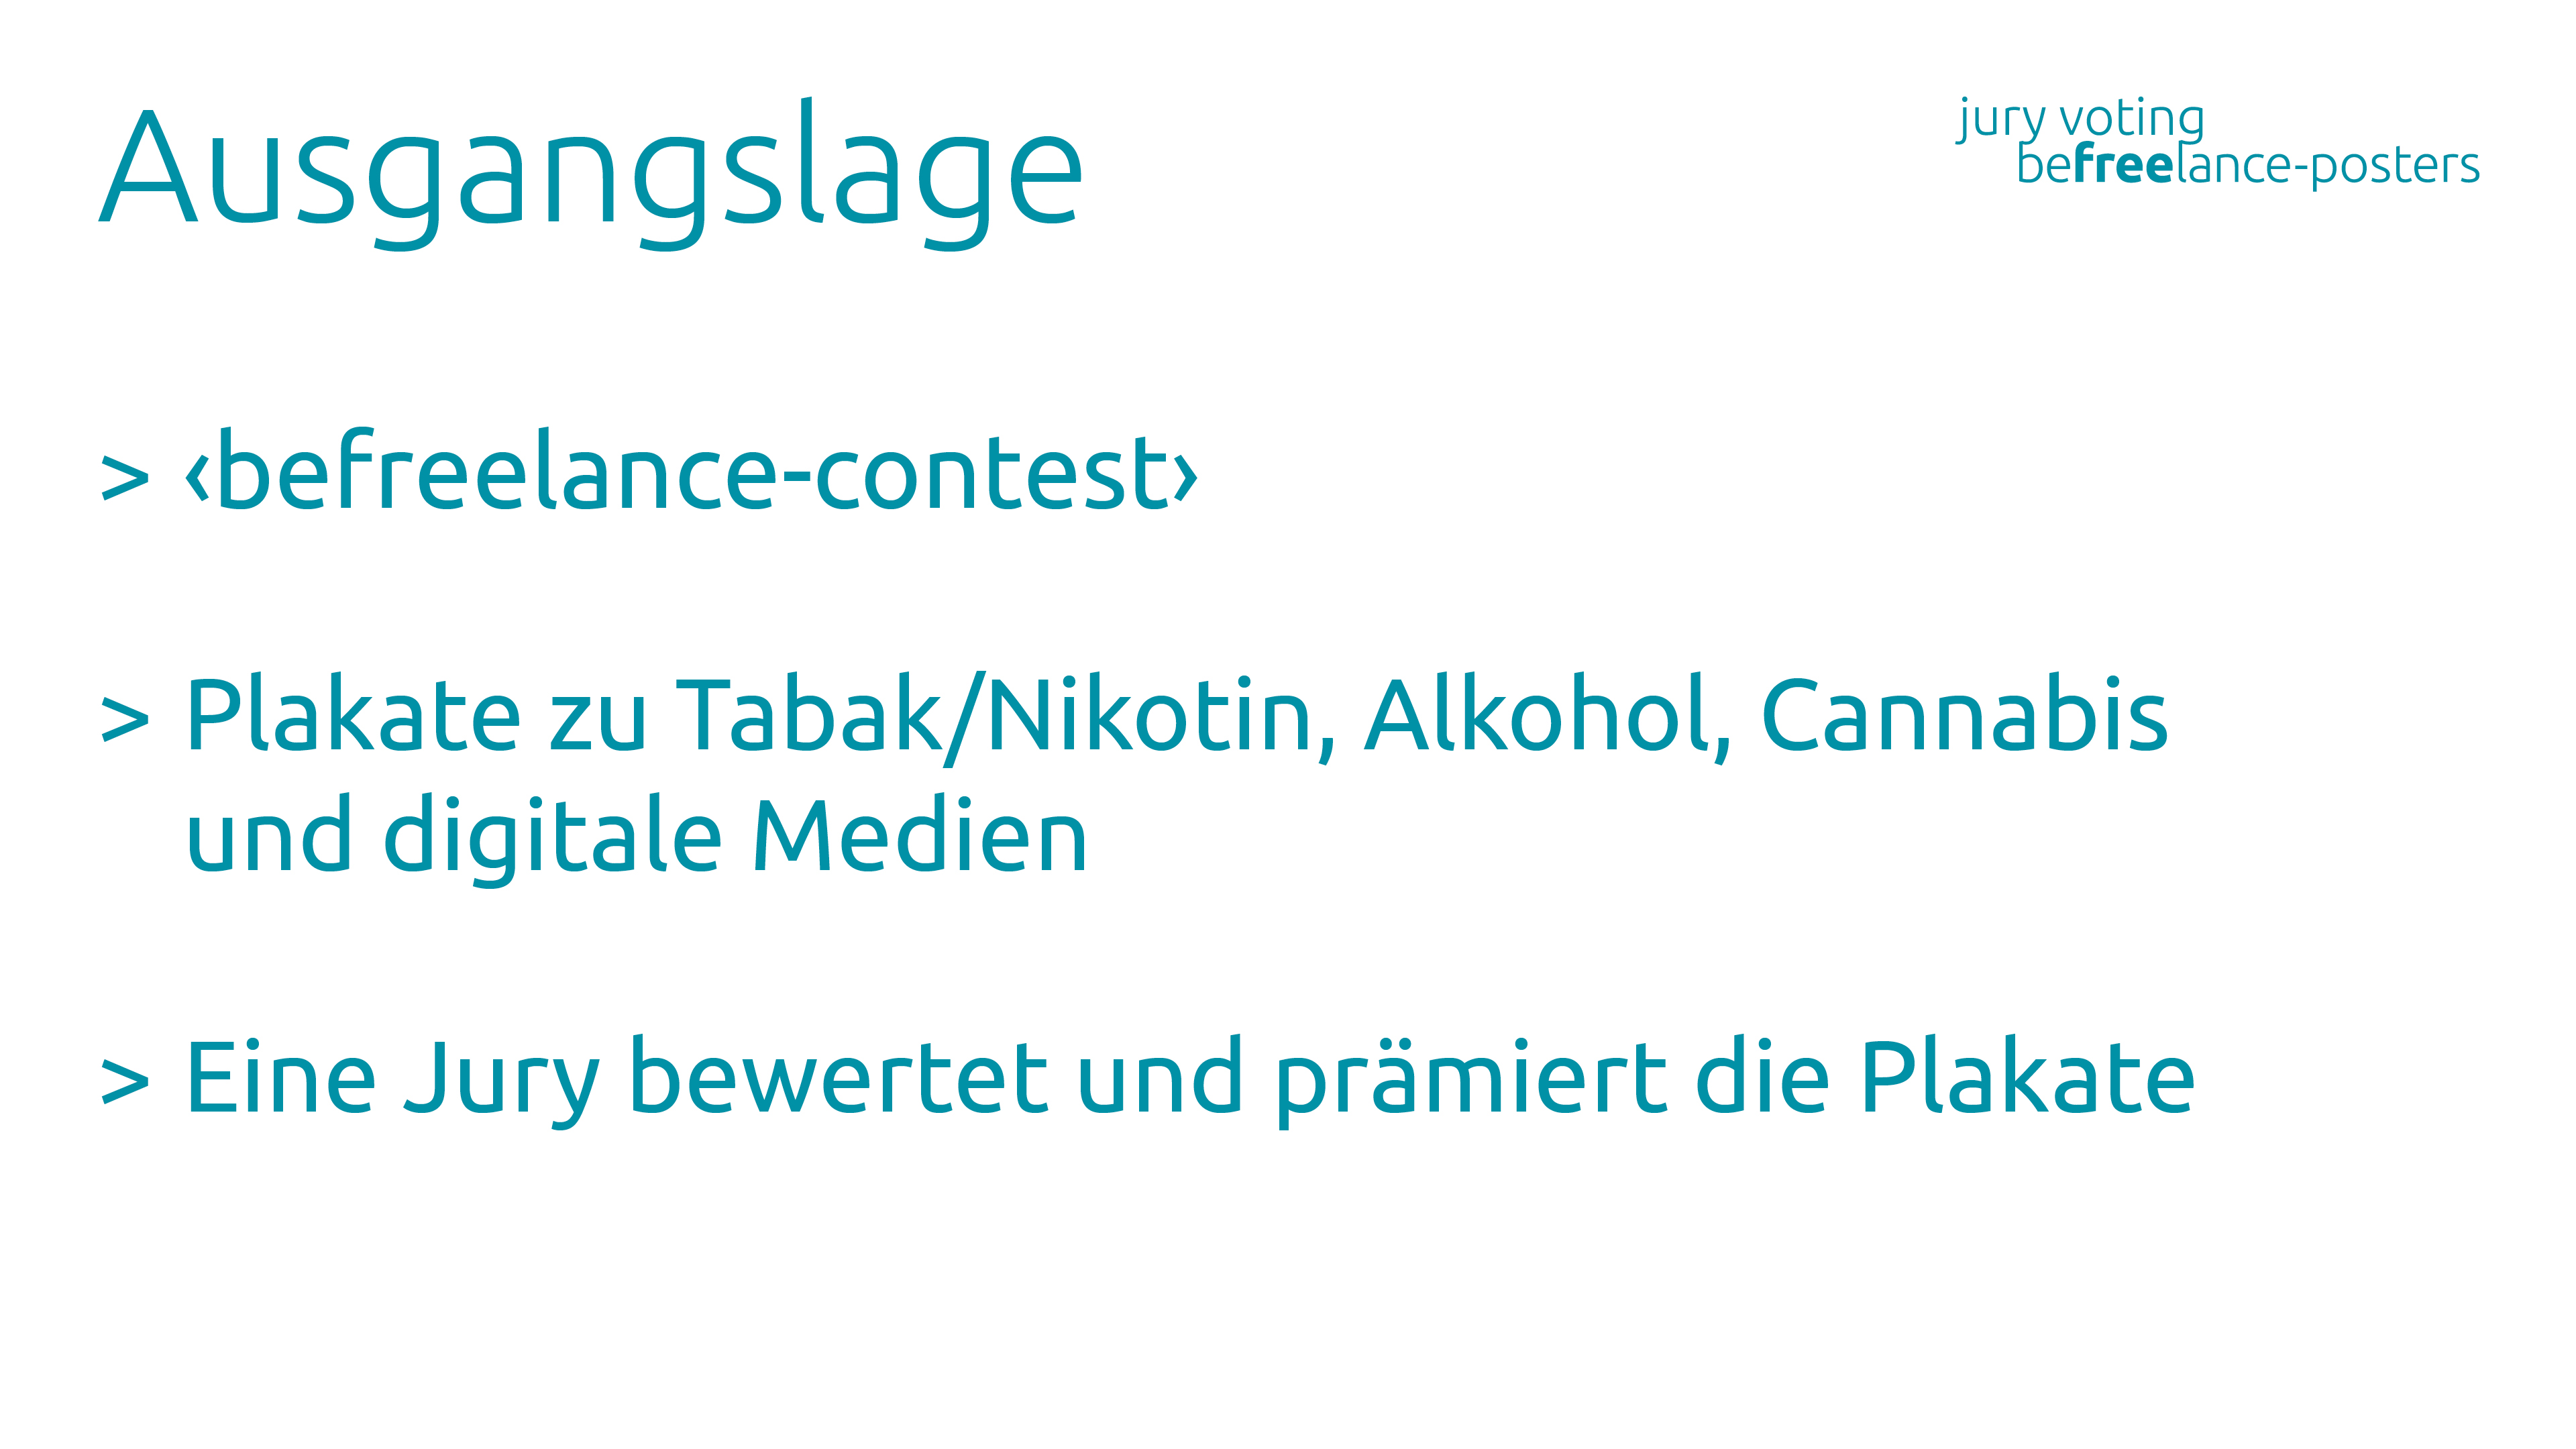 Ausgangslage
jury voting
befreelance-posters
> ‹befreelance-contest›
> Plakate zu Tabak/Nikotin, Alkohol, Cannabis
und digitale Medien
> Eine Jury bewertet und prämiert die Plakate